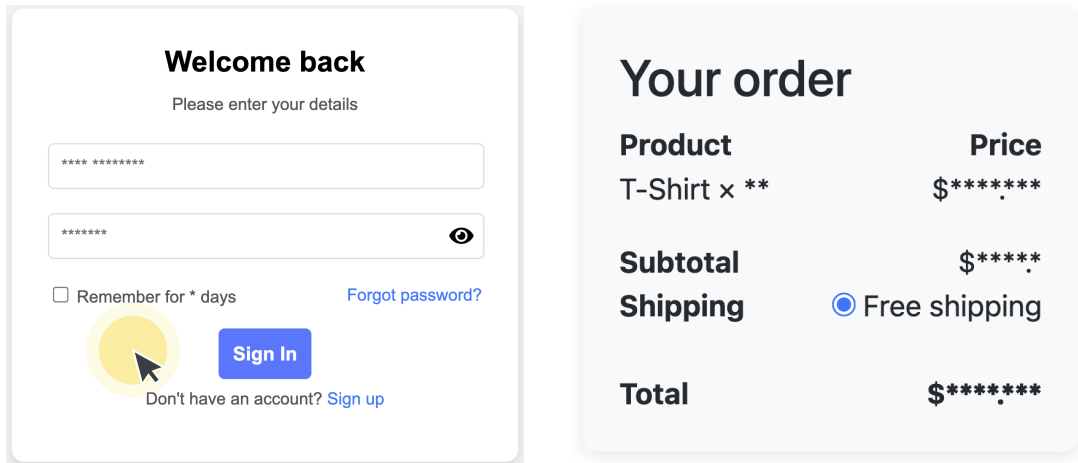 Welcome back
Please enter your details
**** ********
*******
Remember for * days
Forgot password?
Sign In
Don't have an account? Sign up
Your order
Product Price
T-Shirt × ** $****.***
Subtotal $*****.*
Shipping Free shipping
Total $****.***